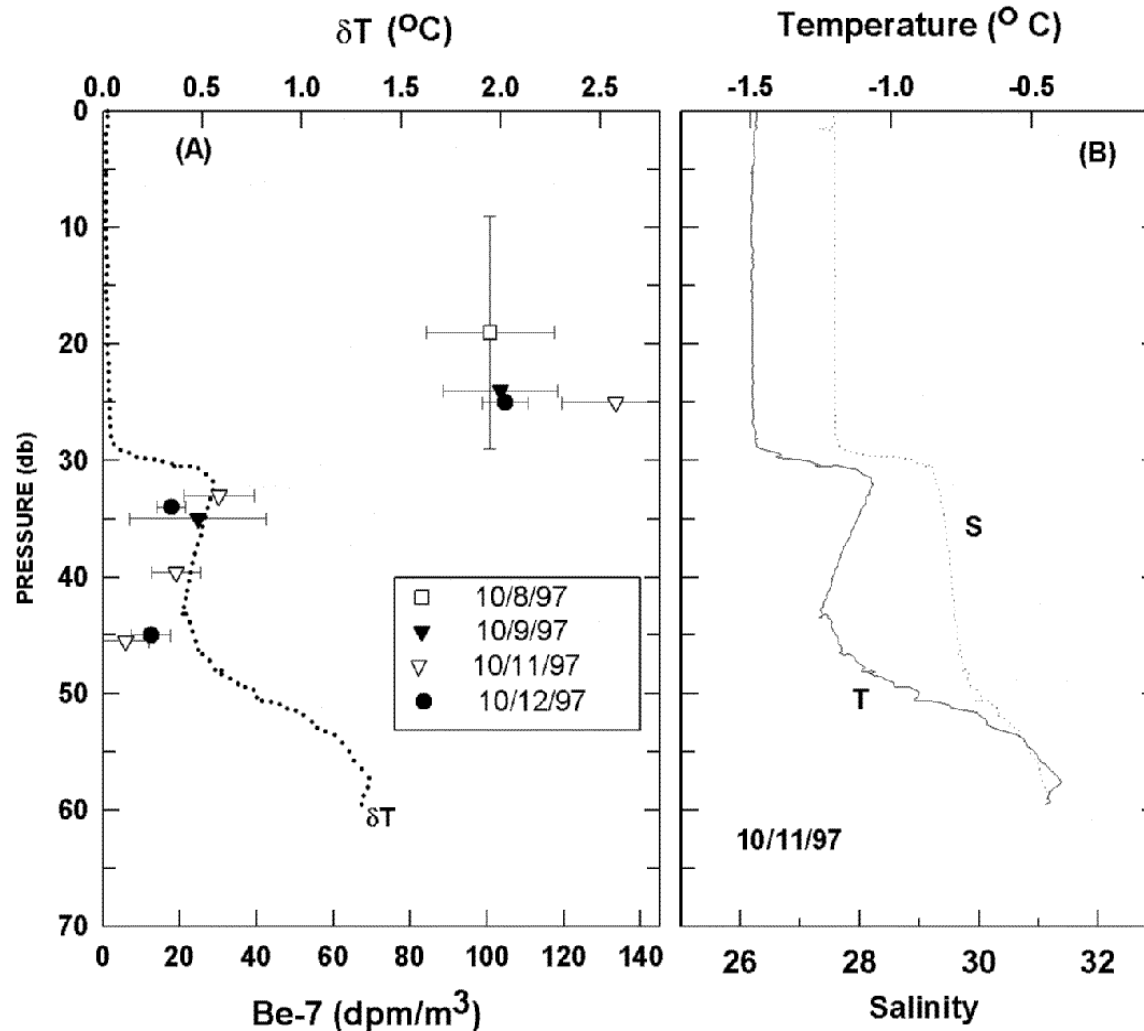 δT (°C)
0.0 0.5 1.0 1.5 2.0 2.5
Temperature (° C)
-1.5 -1.0 -0.5
(A)
(B)
PRESSURE (db)
0
10
20
30
40
50
60
70
S
T
10/8/97
10/9/97
10/11/97
10/12/97
δT
10/11/97
0 20 40 60 80 100 120 140
Be-7 (dpm/m³)
26 28 30 32
Salinity